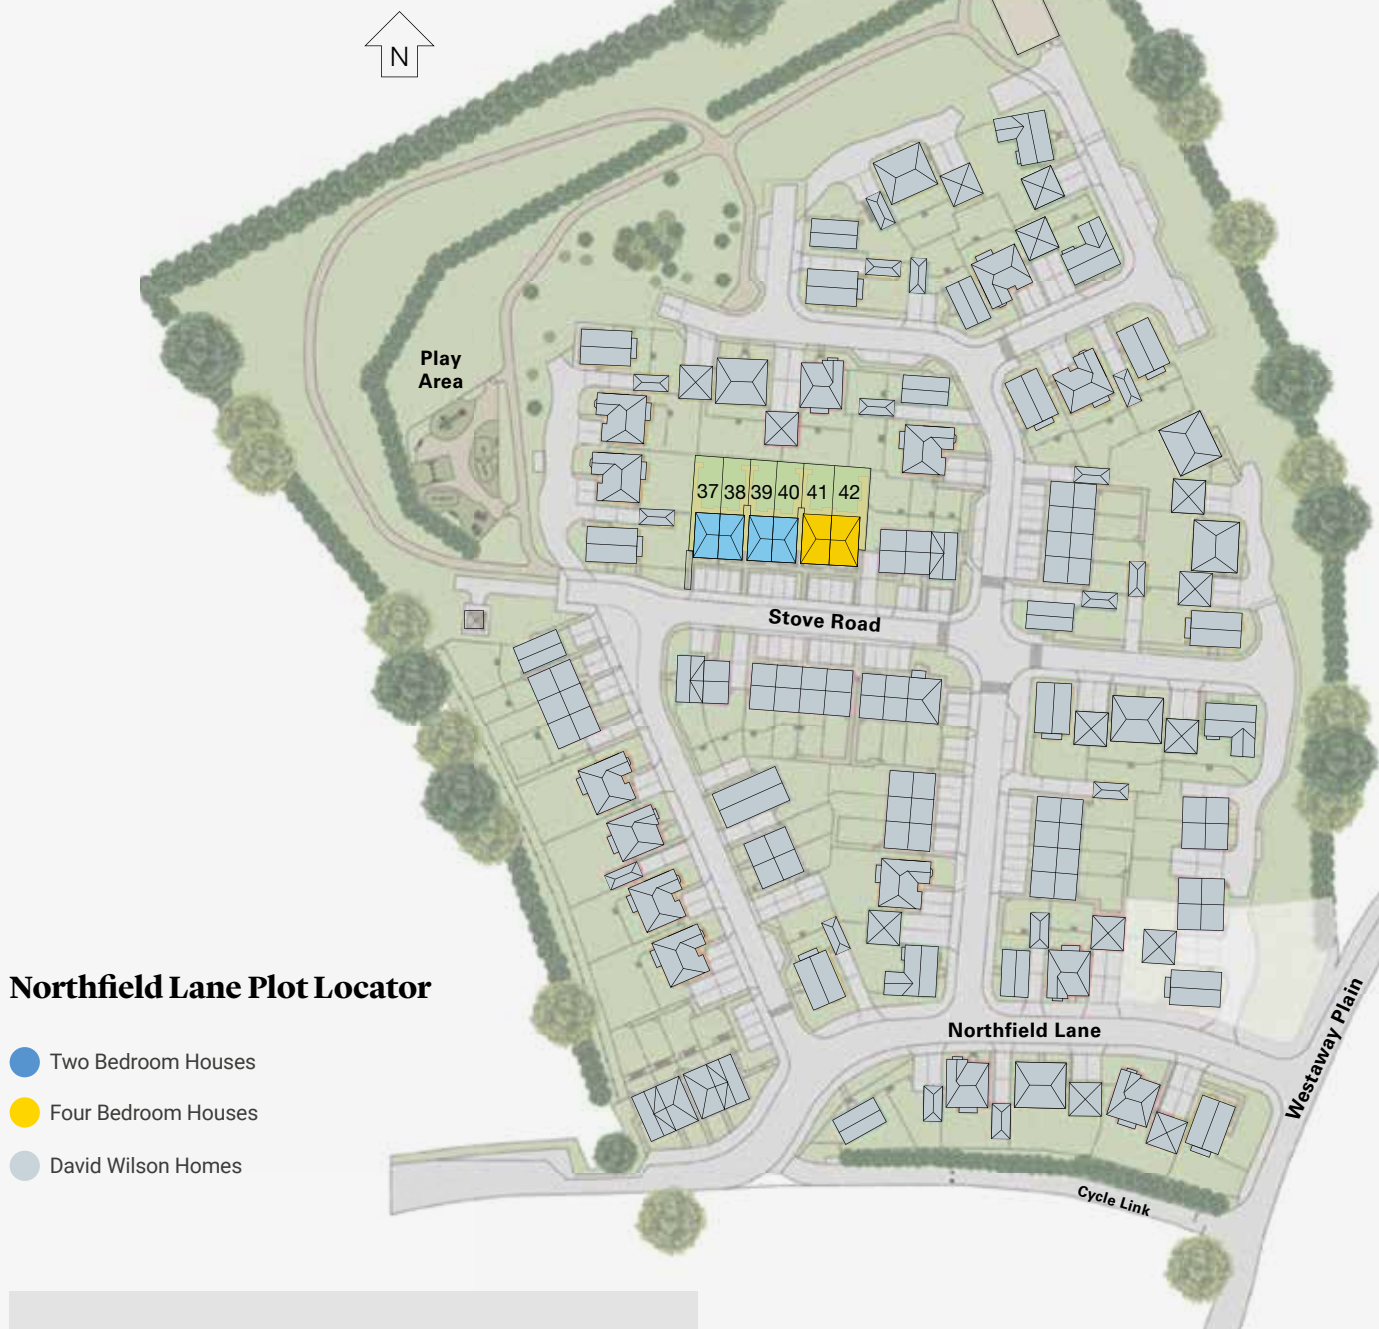 N
Play
Area
37 38 39 40 41 42
Stove Road
Northfield Lane Plot Locator
Two Bedroom Houses
Four Bedroom Houses
David Wilson Homes
Northfield Lane
Westaway Plain
Cycle Link